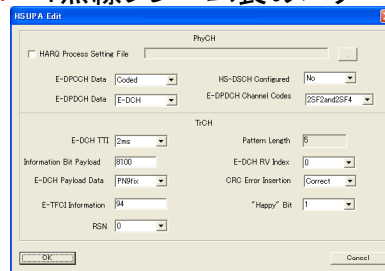 HSUPA Edit
PhyCH
HARQ Process Setting File
...
E-DPCCH Data Coded HS-DSCH Configured No
E-DPDCH Data E-DCH E-DPDCH Channel Codes 2SF2and2SF4
TrCH
E-DCH TTI 2ms Pattern Length 5
Information Bit Payload 8100 E-DCH RV Index 0
E-DCH Payload Data PN9fix CRC Error Insertion Correct
E-TFCI Information 94 "Happy" Bit 1
RSN 0
OK Cancel